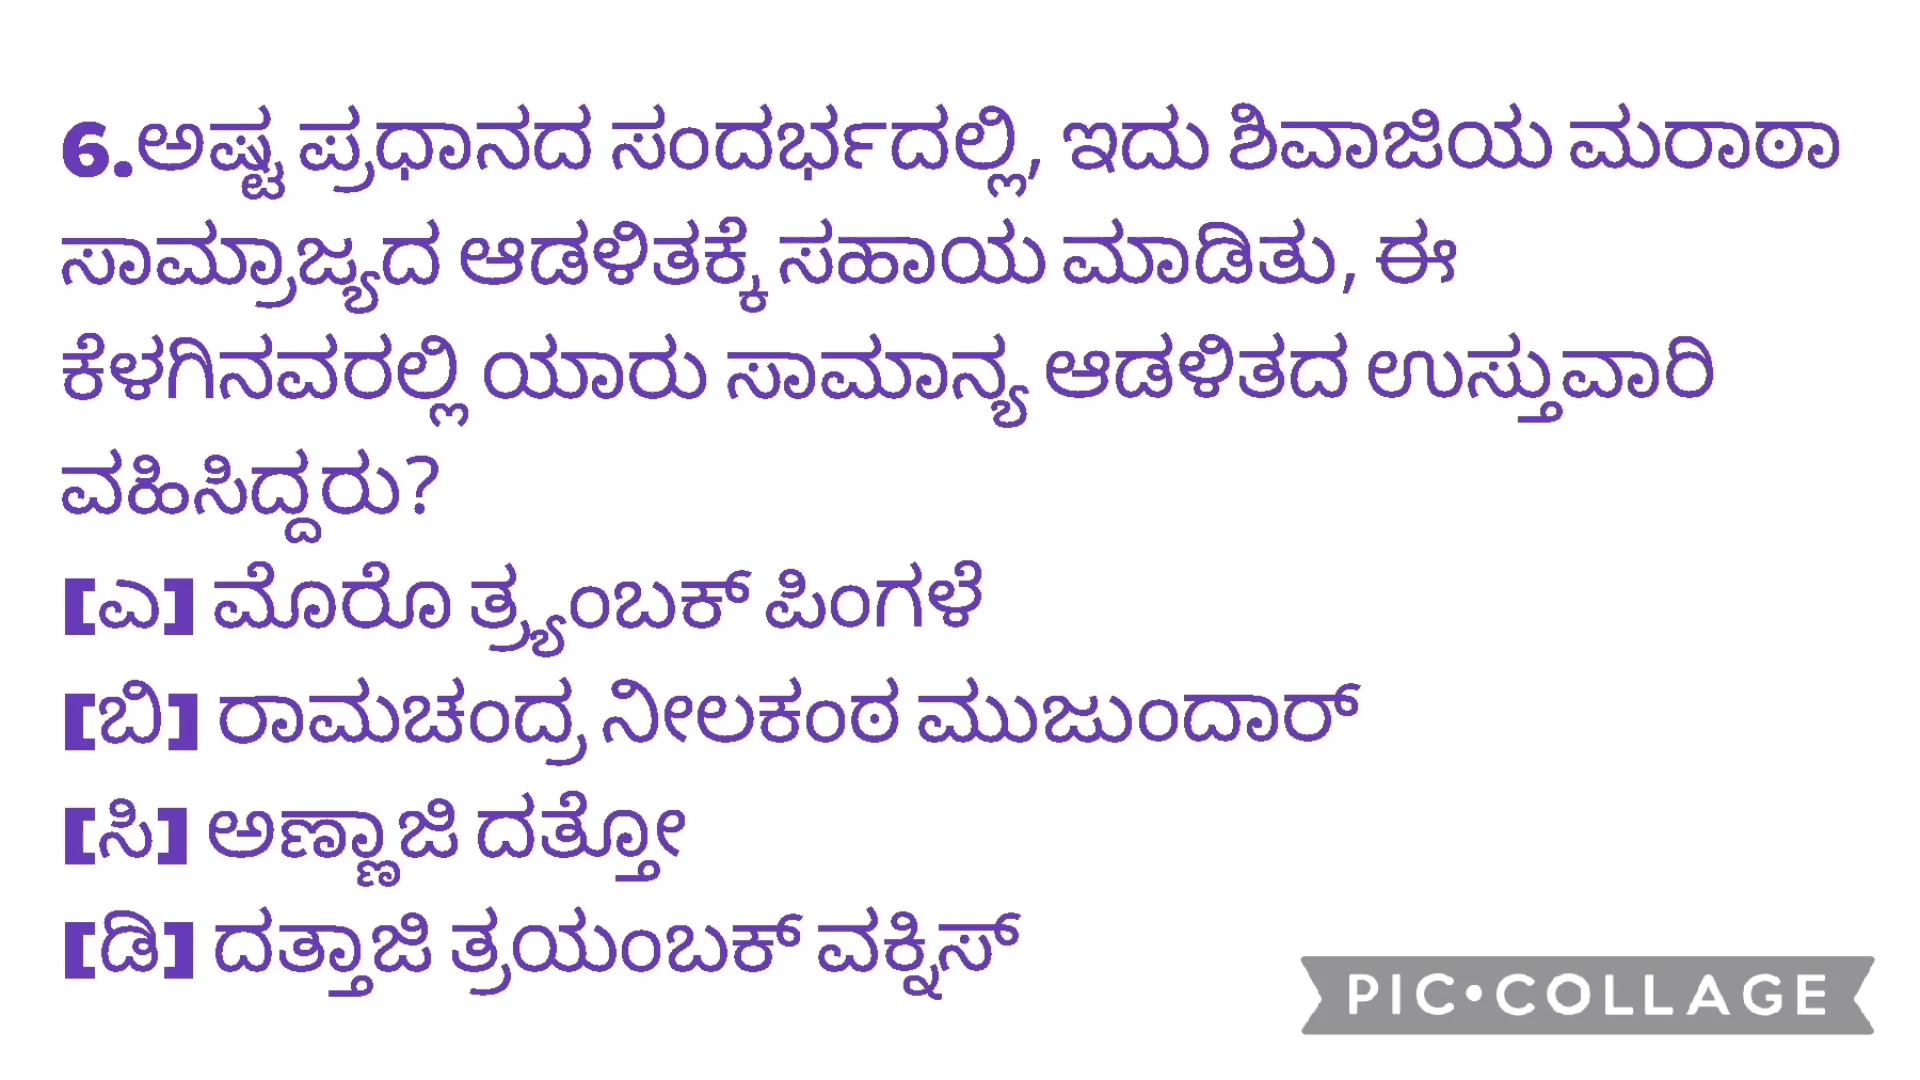 6.ಅಷ್ಟ ಪ್ರಧಾನದ ಸಂದರ್ಭದಲ್ಲಿ, ಇದು ಶಿವಾಜಿಯ ಮರಾಠಾ
ಸಾಮ್ರಾಜ್ಯದ ಆಡಳಿತಕ್ಕೆ ಸಹಾಯ ಮಾಡಿತು, ಈ
ಕೆಳಗಿನವರಲ್ಲಿ ಯಾರು ಸಾಮಾನ್ಯ ಆಡಳಿತದ ಉಸ್ತುವಾರಿ
ವಹಿಸಿದ್ದರು?
[ಎ] ಮೊರೊ ತ್ರ್ಯಂಬಕ್ ಪಿಂಗಳೆ
[ಬಿ] ರಾಮಚಂದ್ರ ನೀಲಕಂಠ ಮುಜುಂದಾರ್
[ಸಿ] ಅಣ್ಣಾಜಿ ದತ್ತೋ
[ಡಿ] ದತ್ತಾಜಿ ತ್ರಯಂಬಕ್ ವಕ್ನಿಸ್
PIC•COLLAGE